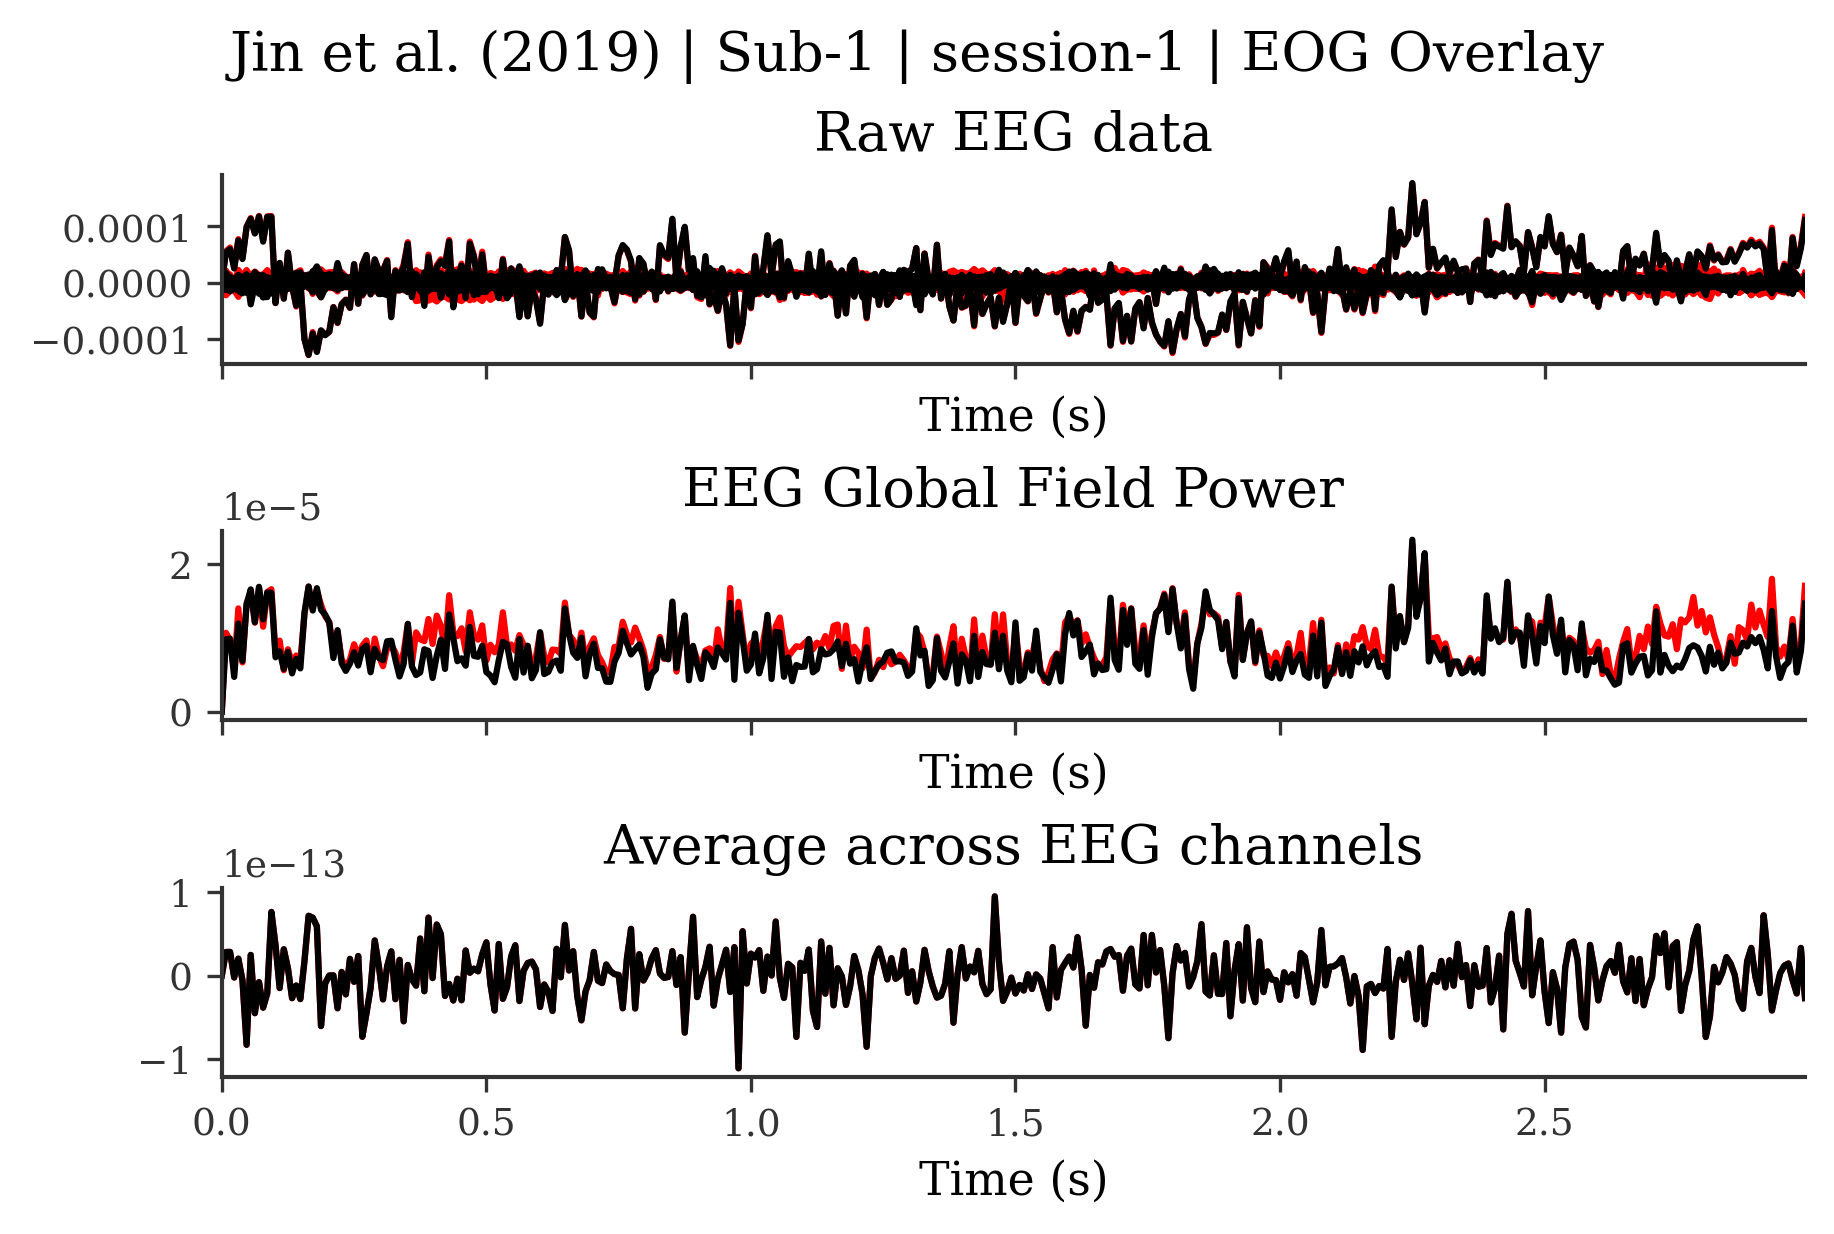 Jin et al. (2019) | Sub-1 | session-1 | EOG Overlay
Raw EEG data
0.0001
0.0000
−0.0001
Time (s)
EEG Global Field Power
1e−5
2
0
Time (s)
Average across EEG channels
1e−13
1
0
−1
0.0 0.5 1.0 1.5 2.0 2.5
Time (s)